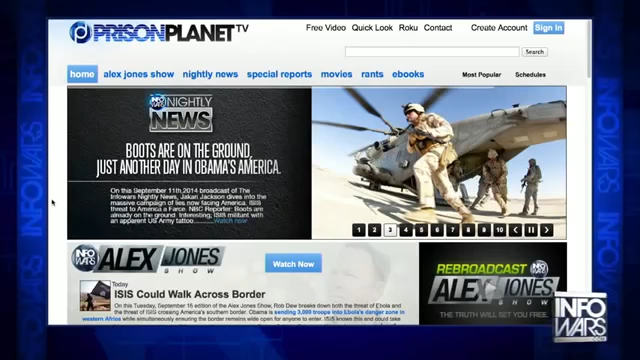 PRISONPLANET TV
Free Video Quick Look Roku Contact Create Account Sign In
Search
home alex jones show nightly news special reports movies rants ebooks Most Popular Schedules
INFO WARS NIGHTLY
NEWS
BOOTS ARE ON THE GROUND,
JUST ANOTHER DAY IN OBAMA'S AMERICA.
On this September 11th,2014 broadcast of The
Infowars Nightly News, Jakari Jackson dives into the
massive campaign of lies now facing America. ISIS
threat to America a Farce. NBC Reporter: Boots are
already on the ground. Interesting; ISIS militant with
an apparent US Army tattoo.......Watch now
1 2 3 4 5 6 7 8 9 10
INFO WARS ALEX JONES
SHOW
Watch Now
Today
ISIS Could Walk Across Border
On this Tuesday, September 16 edition of the Alex Jones Show, Rob Dew breaks down both the threat of Ebola and
the threat of ISIS crossing America's southern border. Obama is sending 3,000 troops into Ebola's danger zone in
western Africa while simultaneously ensuring the border remains wide open for anyone to enter. ISIS knows this and could take
REBROADCAST INFO WARS
ALEX JONES
SHOW
THE TRUTH WILL SET YOU FREE.
INFO
WARS
.COM
INFOWARS
INFOWARS